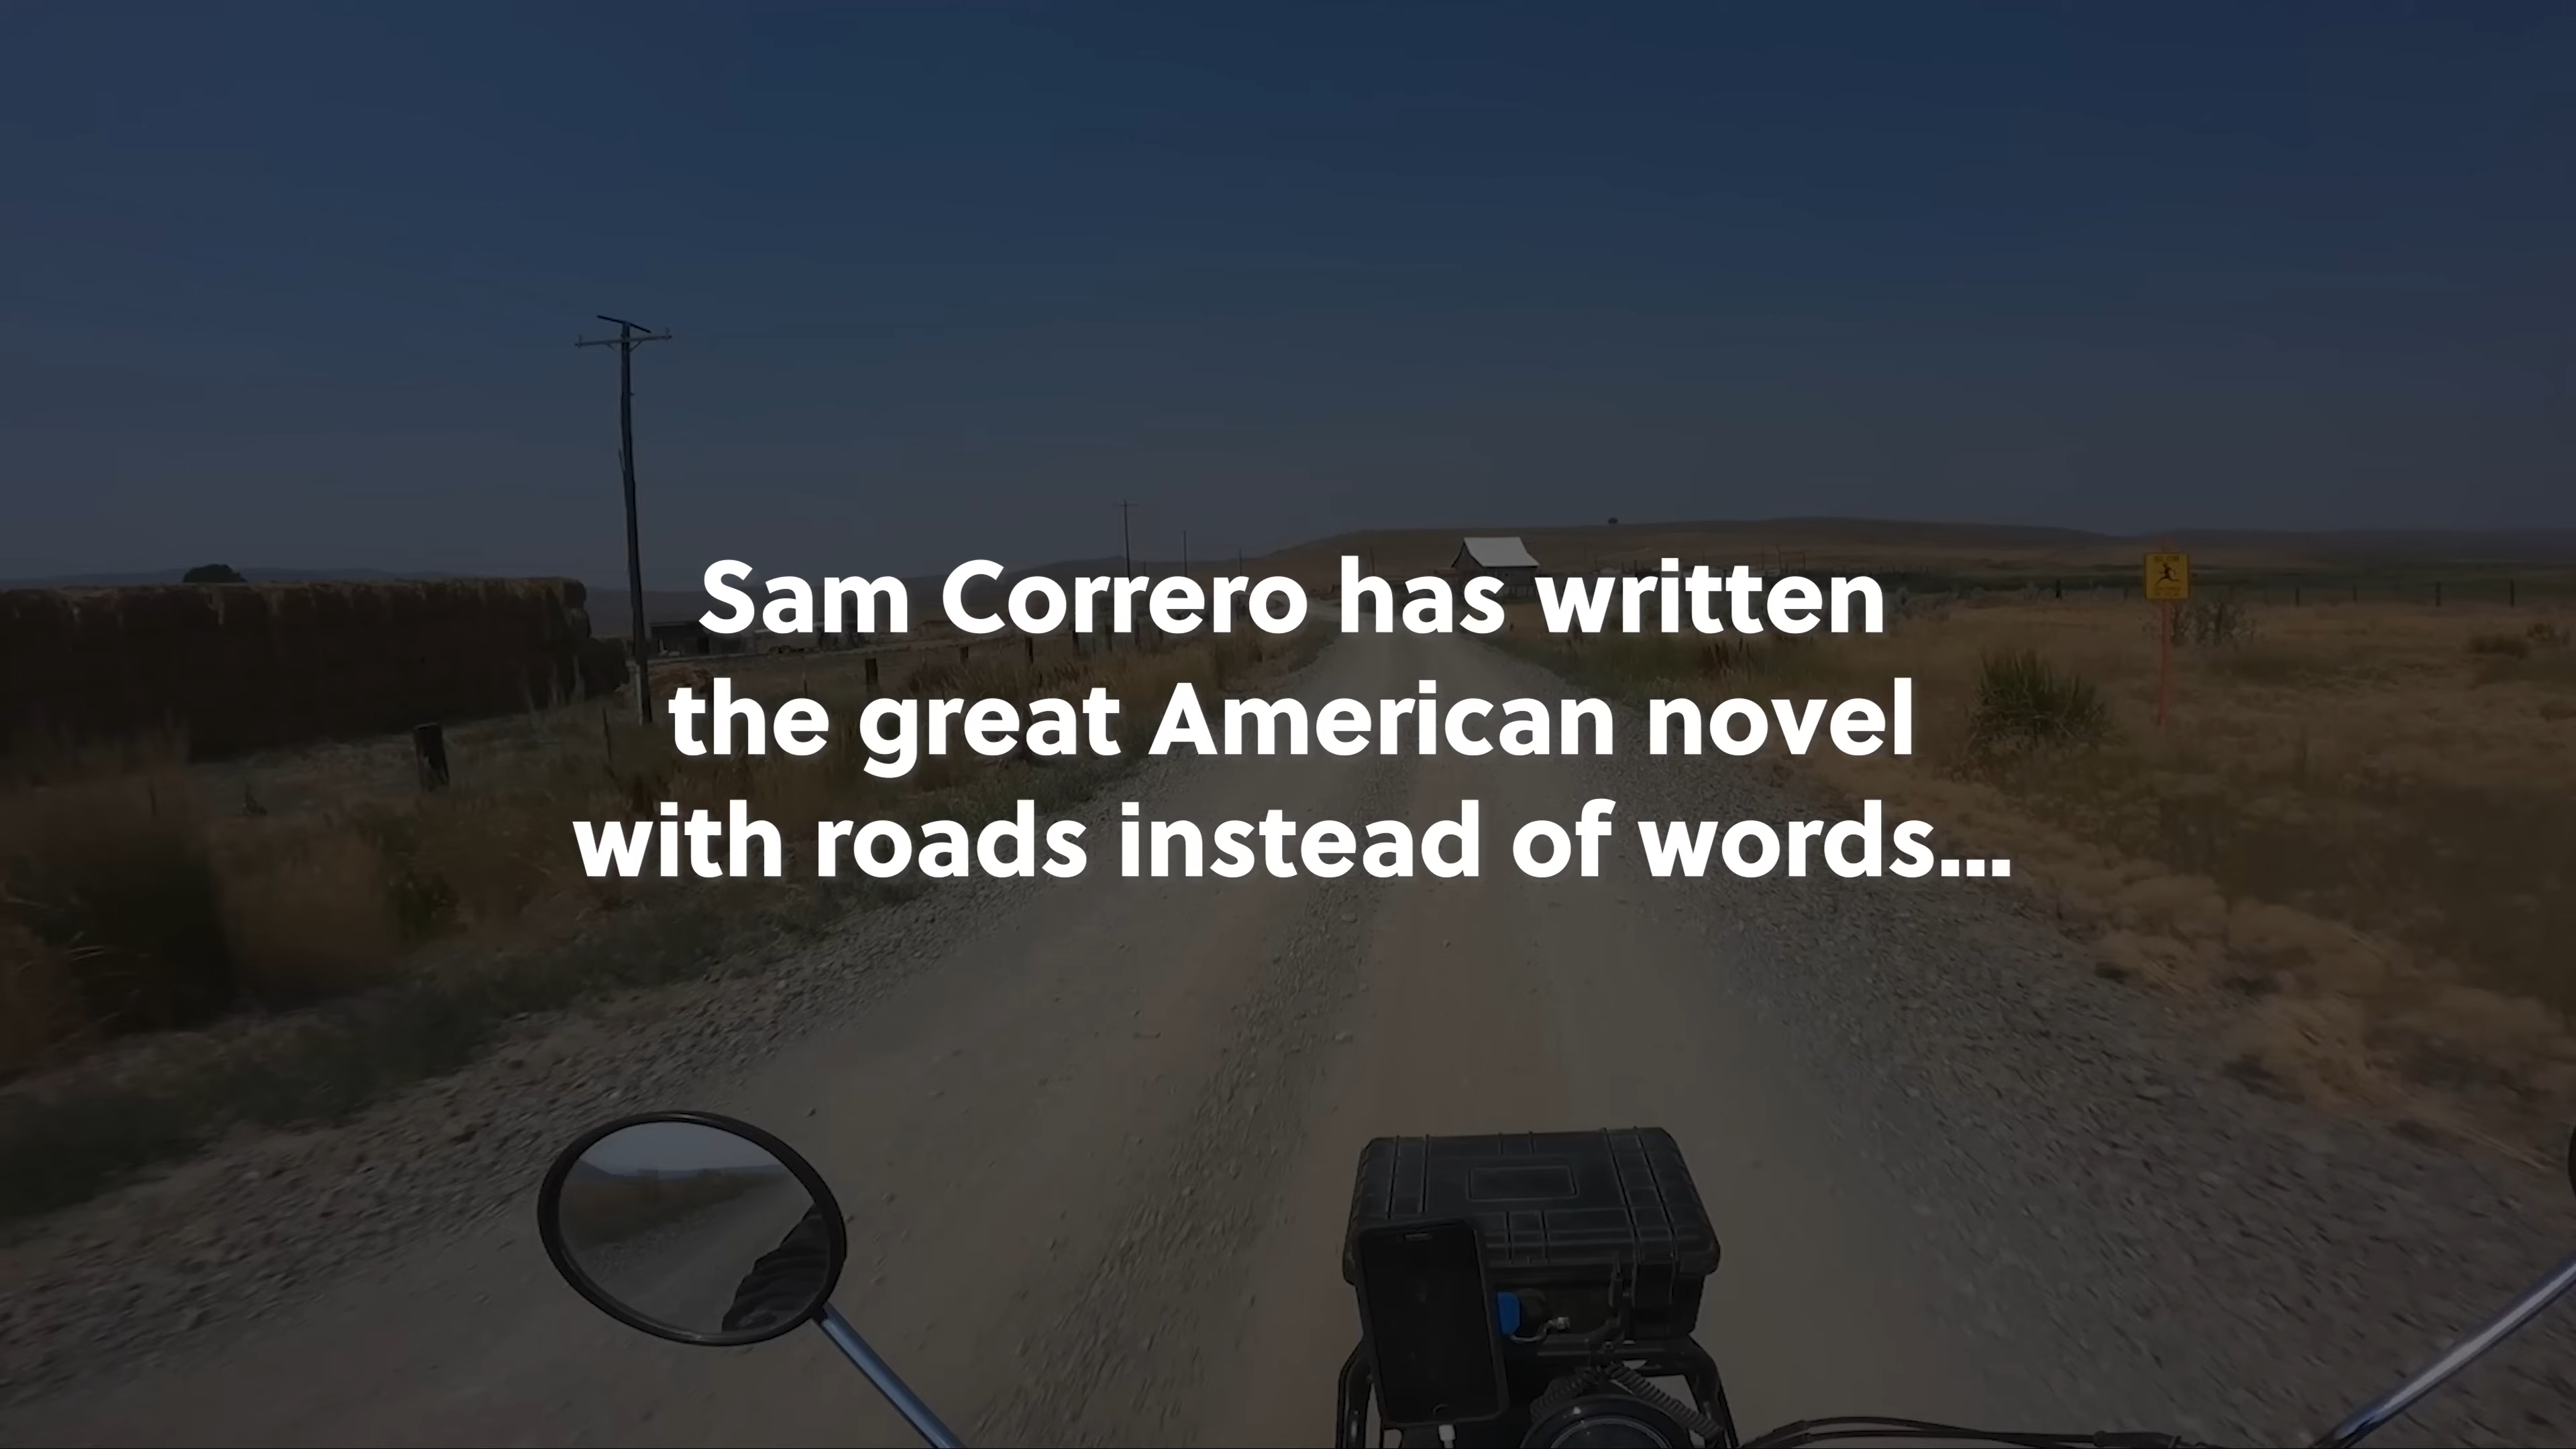 Sam Correro has written
the great American novel
with roads instead of words...